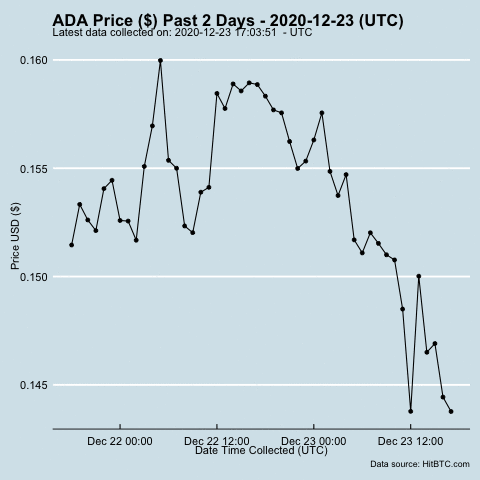 ADA Price ($) Past 2 Days - 2020-12-23 (UTC)
Latest data collected on: 2020-12-23 17:03:51 - UTC
0.160
0.155
0.150
0.145
Price USD ($)
Dec 22 00:00 Dec 22 12:00 Dec 23 00:00 Dec 23 12:00
Date Time Collected (UTC)
Data source: HitBTC.com